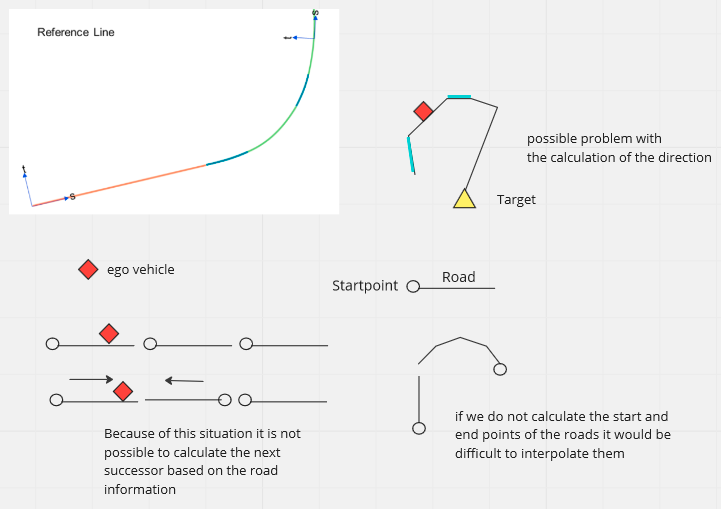 Reference Line
s
t
t
s
possible problem with
the calculation of the direction
Target
ego vehicle
Startpoint
Road
Because of this situation it is not
possible to calculate the next
successor based on the road
information
if we do not calculate the start and
end points of the roads it would be
difficult to interpolate them